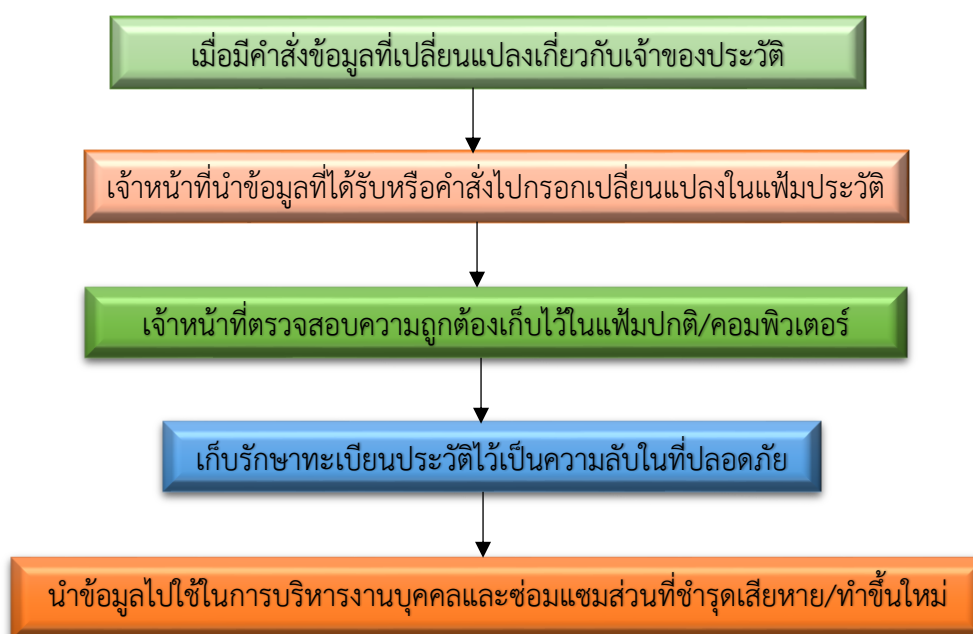 เมื่อมีคำสั่งข้อมูลที่เปลี่ยนแปลงเกี่ยวกับเจ้าของประวัติ
เจ้าหน้าที่นำข้อมูลที่ได้รับหรือคำสั่งไปกรอกเปลี่ยนแปลงในแฟ้มประวัติ
เจ้าหน้าที่ตรวจสอบความถูกต้องเก็บไว้ในแฟ้มปกติ/คอมพิวเตอร์
เก็บรักษาทะเบียนประวัติไว้เป็นความลับในที่ปลอดภัย
นำข้อมูลไปใช้ในการบริหารงานบุคคลและซ่อมแซมส่วนที่ชำรุดเสียหาย/ทำขึ้นใหม่